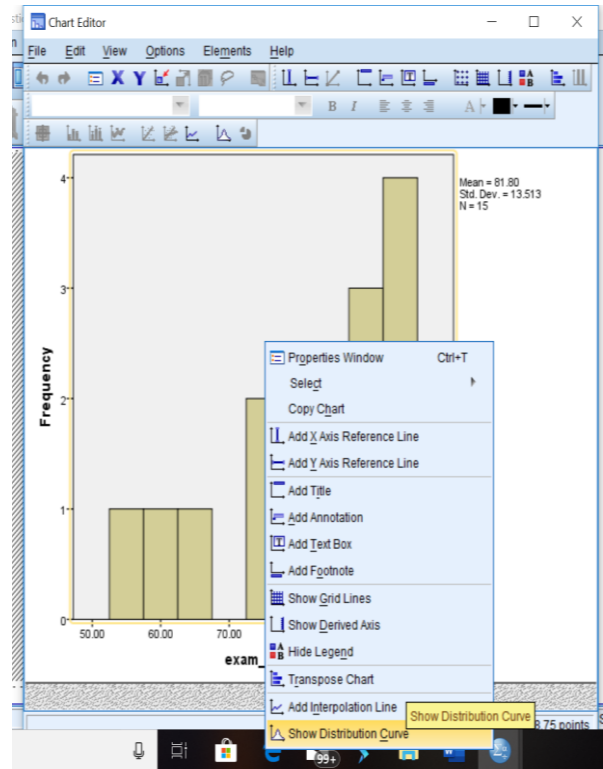 Chart Editor
File Edit View Options Elements Help
X Y
B I A
4
Mean = 81.80
Std. Dev. = 13.513
N = 15
3
2
1
0
Frequency
50.00 60.00 70.00
exam_
Properties Window Ctrl+T
Select
Copy Chart
Add X Axis Reference Line
Add Y Axis Reference Line
Add Title
Add Annotation
Add Text Box
Add Footnote
Show Grid Lines
Show Derived Axis
Hide Legend
Transpose Chart
Add Interpolation Line
Show Distribution Curve
Show Distribution Curve
8.75 points
99+